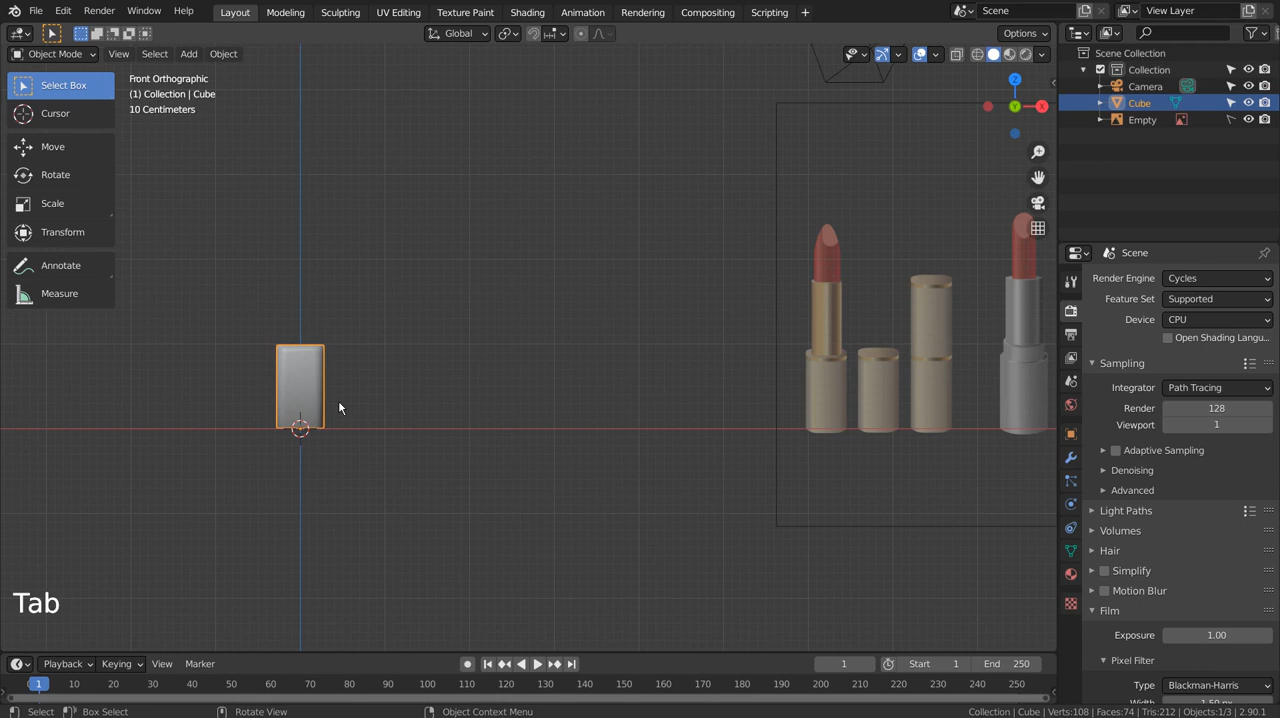 File Edit Render Window Help Layout Modeling Sculpting UV Editing Texture Paint Shading Animation Rendering Compositing Scripting + Scene View Layer
Global Options
Object Mode View Select Add Object
Select Box
Cursor
Move
Rotate
Scale
Transform
Annotate
Measure
Front Orthographic
(1) Collection | Cube
10 Centimeters
Z
Y
X
Tab
Scene Collection
Collection
Camera
Cube
Empty
Scene
Render Engine Cycles
Feature Set Supported
Device CPU
Open Shading Langu...
Sampling
Integrator Path Tracing
Render 128
Viewport 1
Adaptive Sampling
Denoising
Advanced
Light Paths
Volumes
Hair
Simplify
Motion Blur
Film
Exposure 1.00
Pixel Filter
Type Blackman-Harris
Playback Keying View Marker 1 Start 1 End 250
1 10 20 30 40 50 60 70 80 90 100 110 120 130 140 150 160 170 180 190 200 210 220 230 240 250
Select Box Select Rotate View Object Context Menu Collection | Cube | Verts:108 | Faces:74 | Tris:212 | Objects:1/3 | 2.90.1